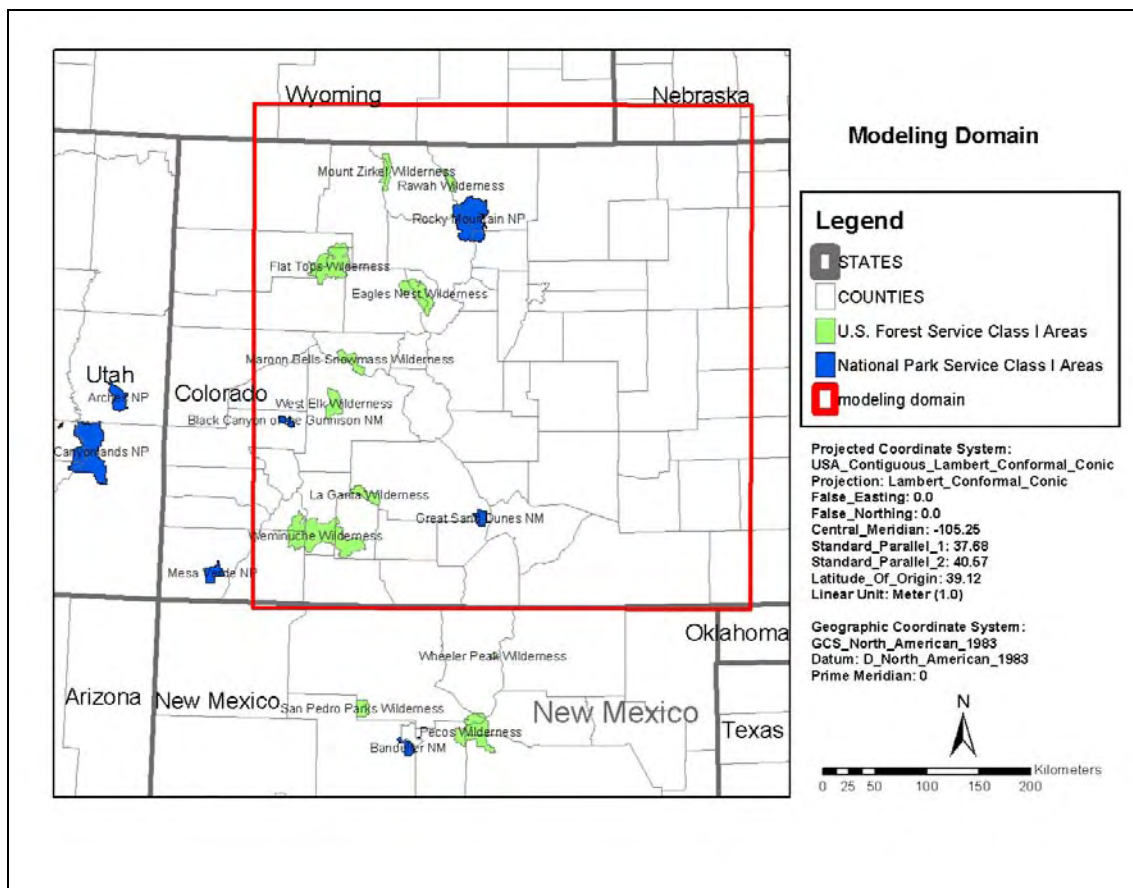 Wyoming
Nebraska
Mount Zirkel Wilderness
Rawah Wilderness
Rocky Mountain NP
Flat Tops Wilderness
Eagles Nest Wilderness
Maroon Bells-Snowmass Wilderness
Utah
Arches NP
Colorado
West Elk Wilderness
Black Canyon of the Gunnison NM
Canyonlands NP
La Garita Wilderness
Great Sand Dunes NM
Weminuche Wilderness
Mesa Verde NP
Oklahoma
Wheeler Peak Wilderness
Arizona
New Mexico
San Pedro Parks Wilderness
New Mexico
Pecos Wilderness
Texas
Bandelier NM
Modeling Domain
Legend
STATES
COUNTIES
U.S. Forest Service Class I Areas
National Park Service Class I Areas
modeling domain
Projected Coordinate System:
USA_Contiguous_Lambert_Conformal_Conic
Projection: Lambert_Conformal_Conic
False_Easting: 0.0
False_Northing: 0.0
Central_Meridian: -105.25
Standard_Parallel_1: 37.68
Standard_Parallel_2: 40.57
Latitude_Of_Origin: 39.12
Linear Unit: Meter (1.0)
Geographic Coordinate System:
GCS_North_American_1983
Datum: D_North_American_1983
Prime Meridian: 0
N
Kilometers
0 25 50 100 150 200